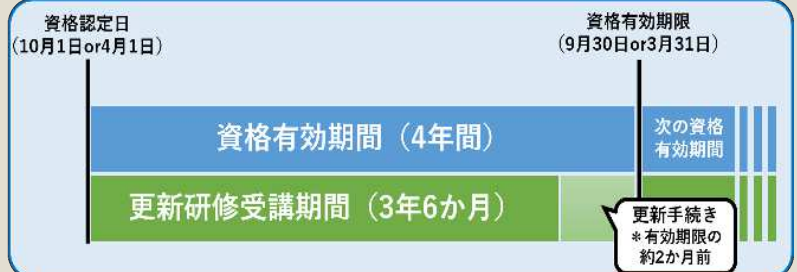 資格認定日
（10月1日or4月1日）
資格有効期限
（9月30日or3月31日）
資格有効期間（4年間）
次の資格
有効期間
更新研修受講期間（3年6か月）
更新手続き
＊有効期限の
約2か月前